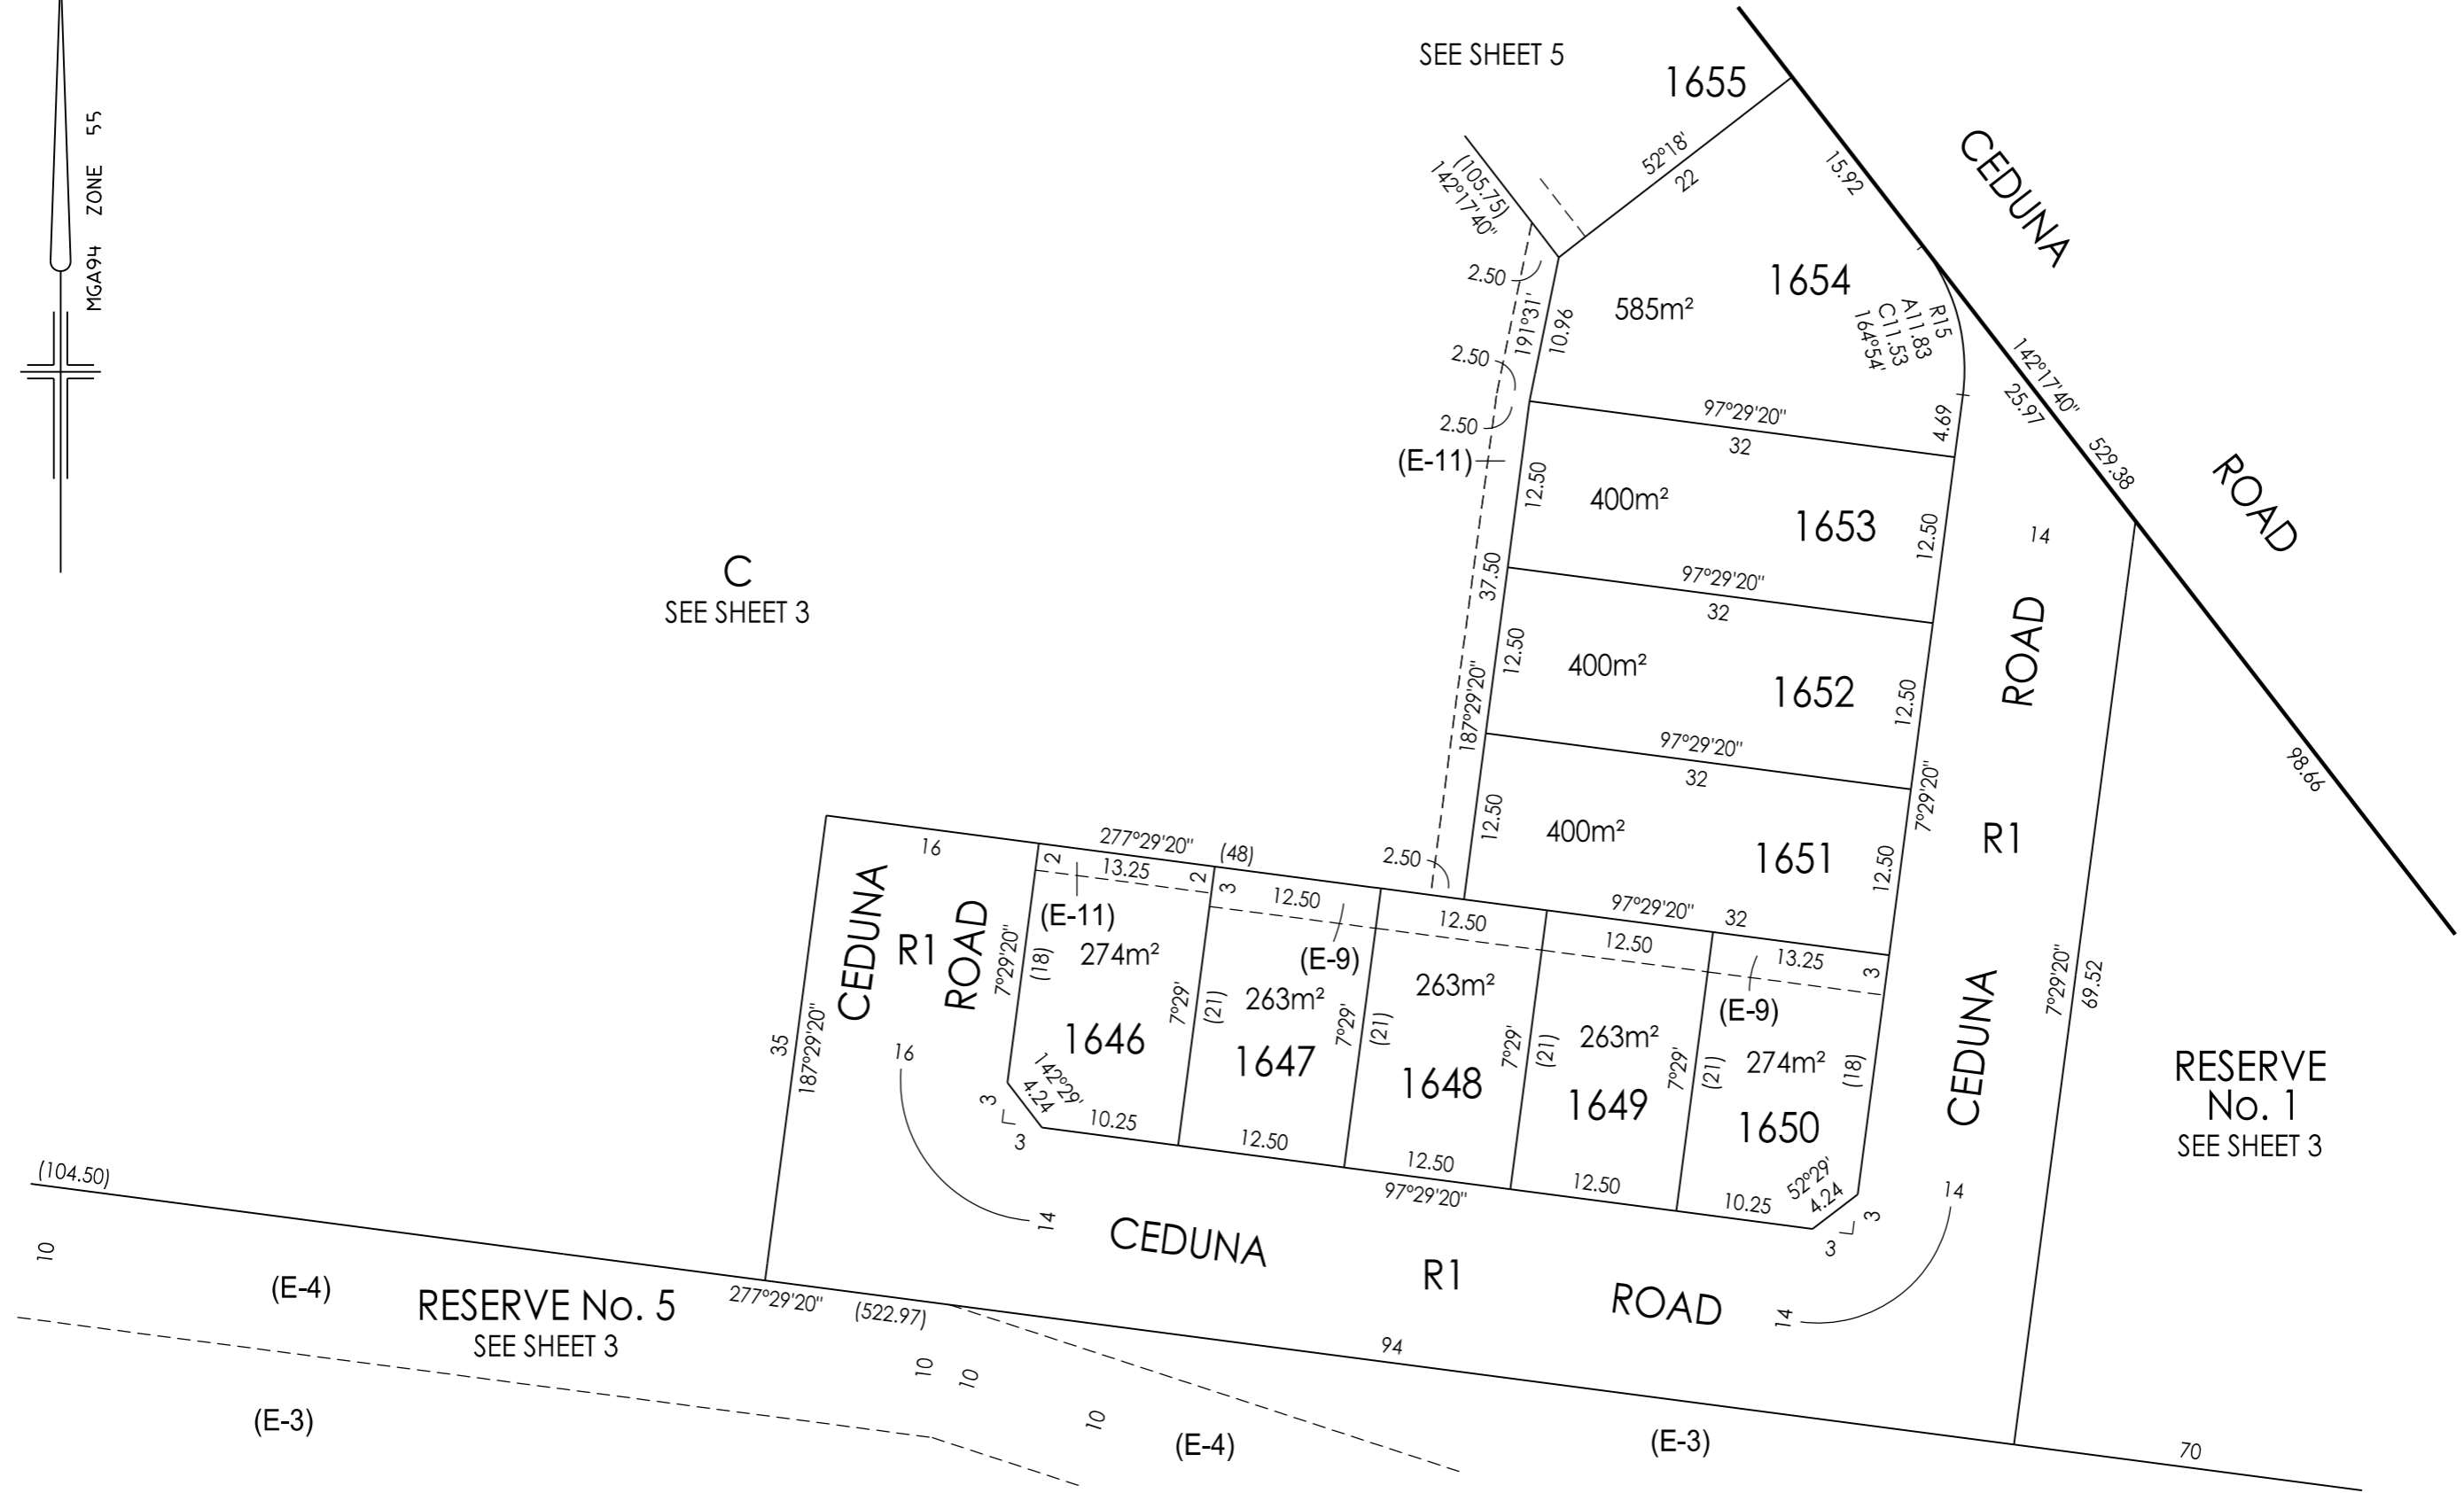 MGA94 ZONE 55
SEE SHEET 5
1655
52°18'
22
15.92
CEDUNA
ROAD
(105.75)
142°17'40"
2.50
191°31'
10.96
585m²
1654
R15
A11.83
C11.53
164°54'
142°17'40"
25.97
529.38
98.66
2.50
2.50
(E-11)
97°29'20"
32
4.69
12.50
400m²
1653
12.50
14
37.50
97°29'20"
32
C
SEE SHEET 3
12.50
400m²
1652
12.50
ROAD
187°29'20"
97°29'20"
32
7°29'20"
R1
12.50
400m²
1651
12.50
2.50
97°29'20"
32
16
277°29'20"
(48)
2
13.25
2
3
12.50
12.50
12.50
13.25
3
CEDUNA
R1
ROAD
7°29'20"
(18)
(E-11)
274m²
1646
7°29'
(21)
(E-9)
263m²
1647
7°29'
(21)
263m²
1648
7°29'
(21)
263m²
1649
7°29'
(21)
(E-9)
274m²
1650
(18)
CEDUNA
7°29'20"
69.52
RESERVE
No. 1
SEE SHEET 3
35
187°29'20"
16
142°29'
4.24
3
3
10.25
12.50
12.50
12.50
10.25
52°29'
4.24
3
3
97°29'20"
14
14
14
CEDUNA
R1
ROAD
(104.50)
10
(E-4)
RESERVE No. 5
SEE SHEET 3
277°29'20"
(522.97)
94
10
10
10
(E-3)
(E-4)
(E-3)
70